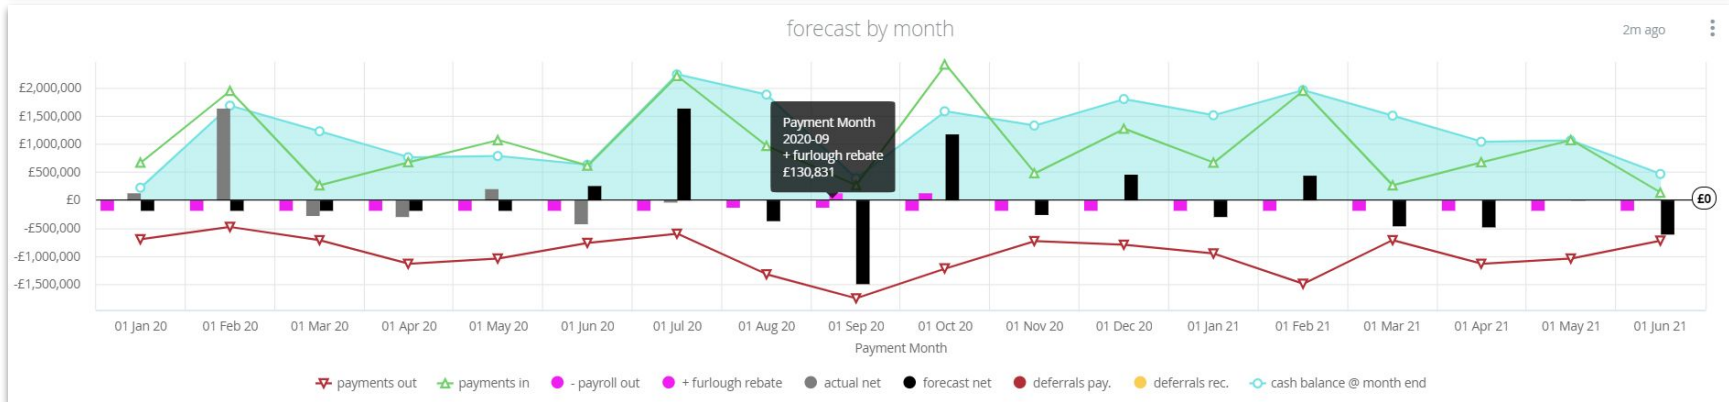 forecast by month
2m ago
£2,000,000
£1,500,000
£1,000,000
£500,000
£0
-£500,000
-£1,000,000
-£1,500,000
Payment Month
2020-09
+ furlough rebate
£130,831
£0
01 Jan 20 01 Feb 20 01 Mar 20 01 Apr 20 01 May 20 01 Jun 20 01 Jul 20 01 Aug 20 01 Sep 20 01 Oct 20 01 Nov 20 01 Dec 20 01 Jan 21 01 Feb 21 01 Mar 21 01 Apr 21 01 May 21 01 Jun 21
Payment Month
payments out payments in - payroll out + furlough rebate actual net forecast net deferrals pay. deferrals rec. cash balance @ month end